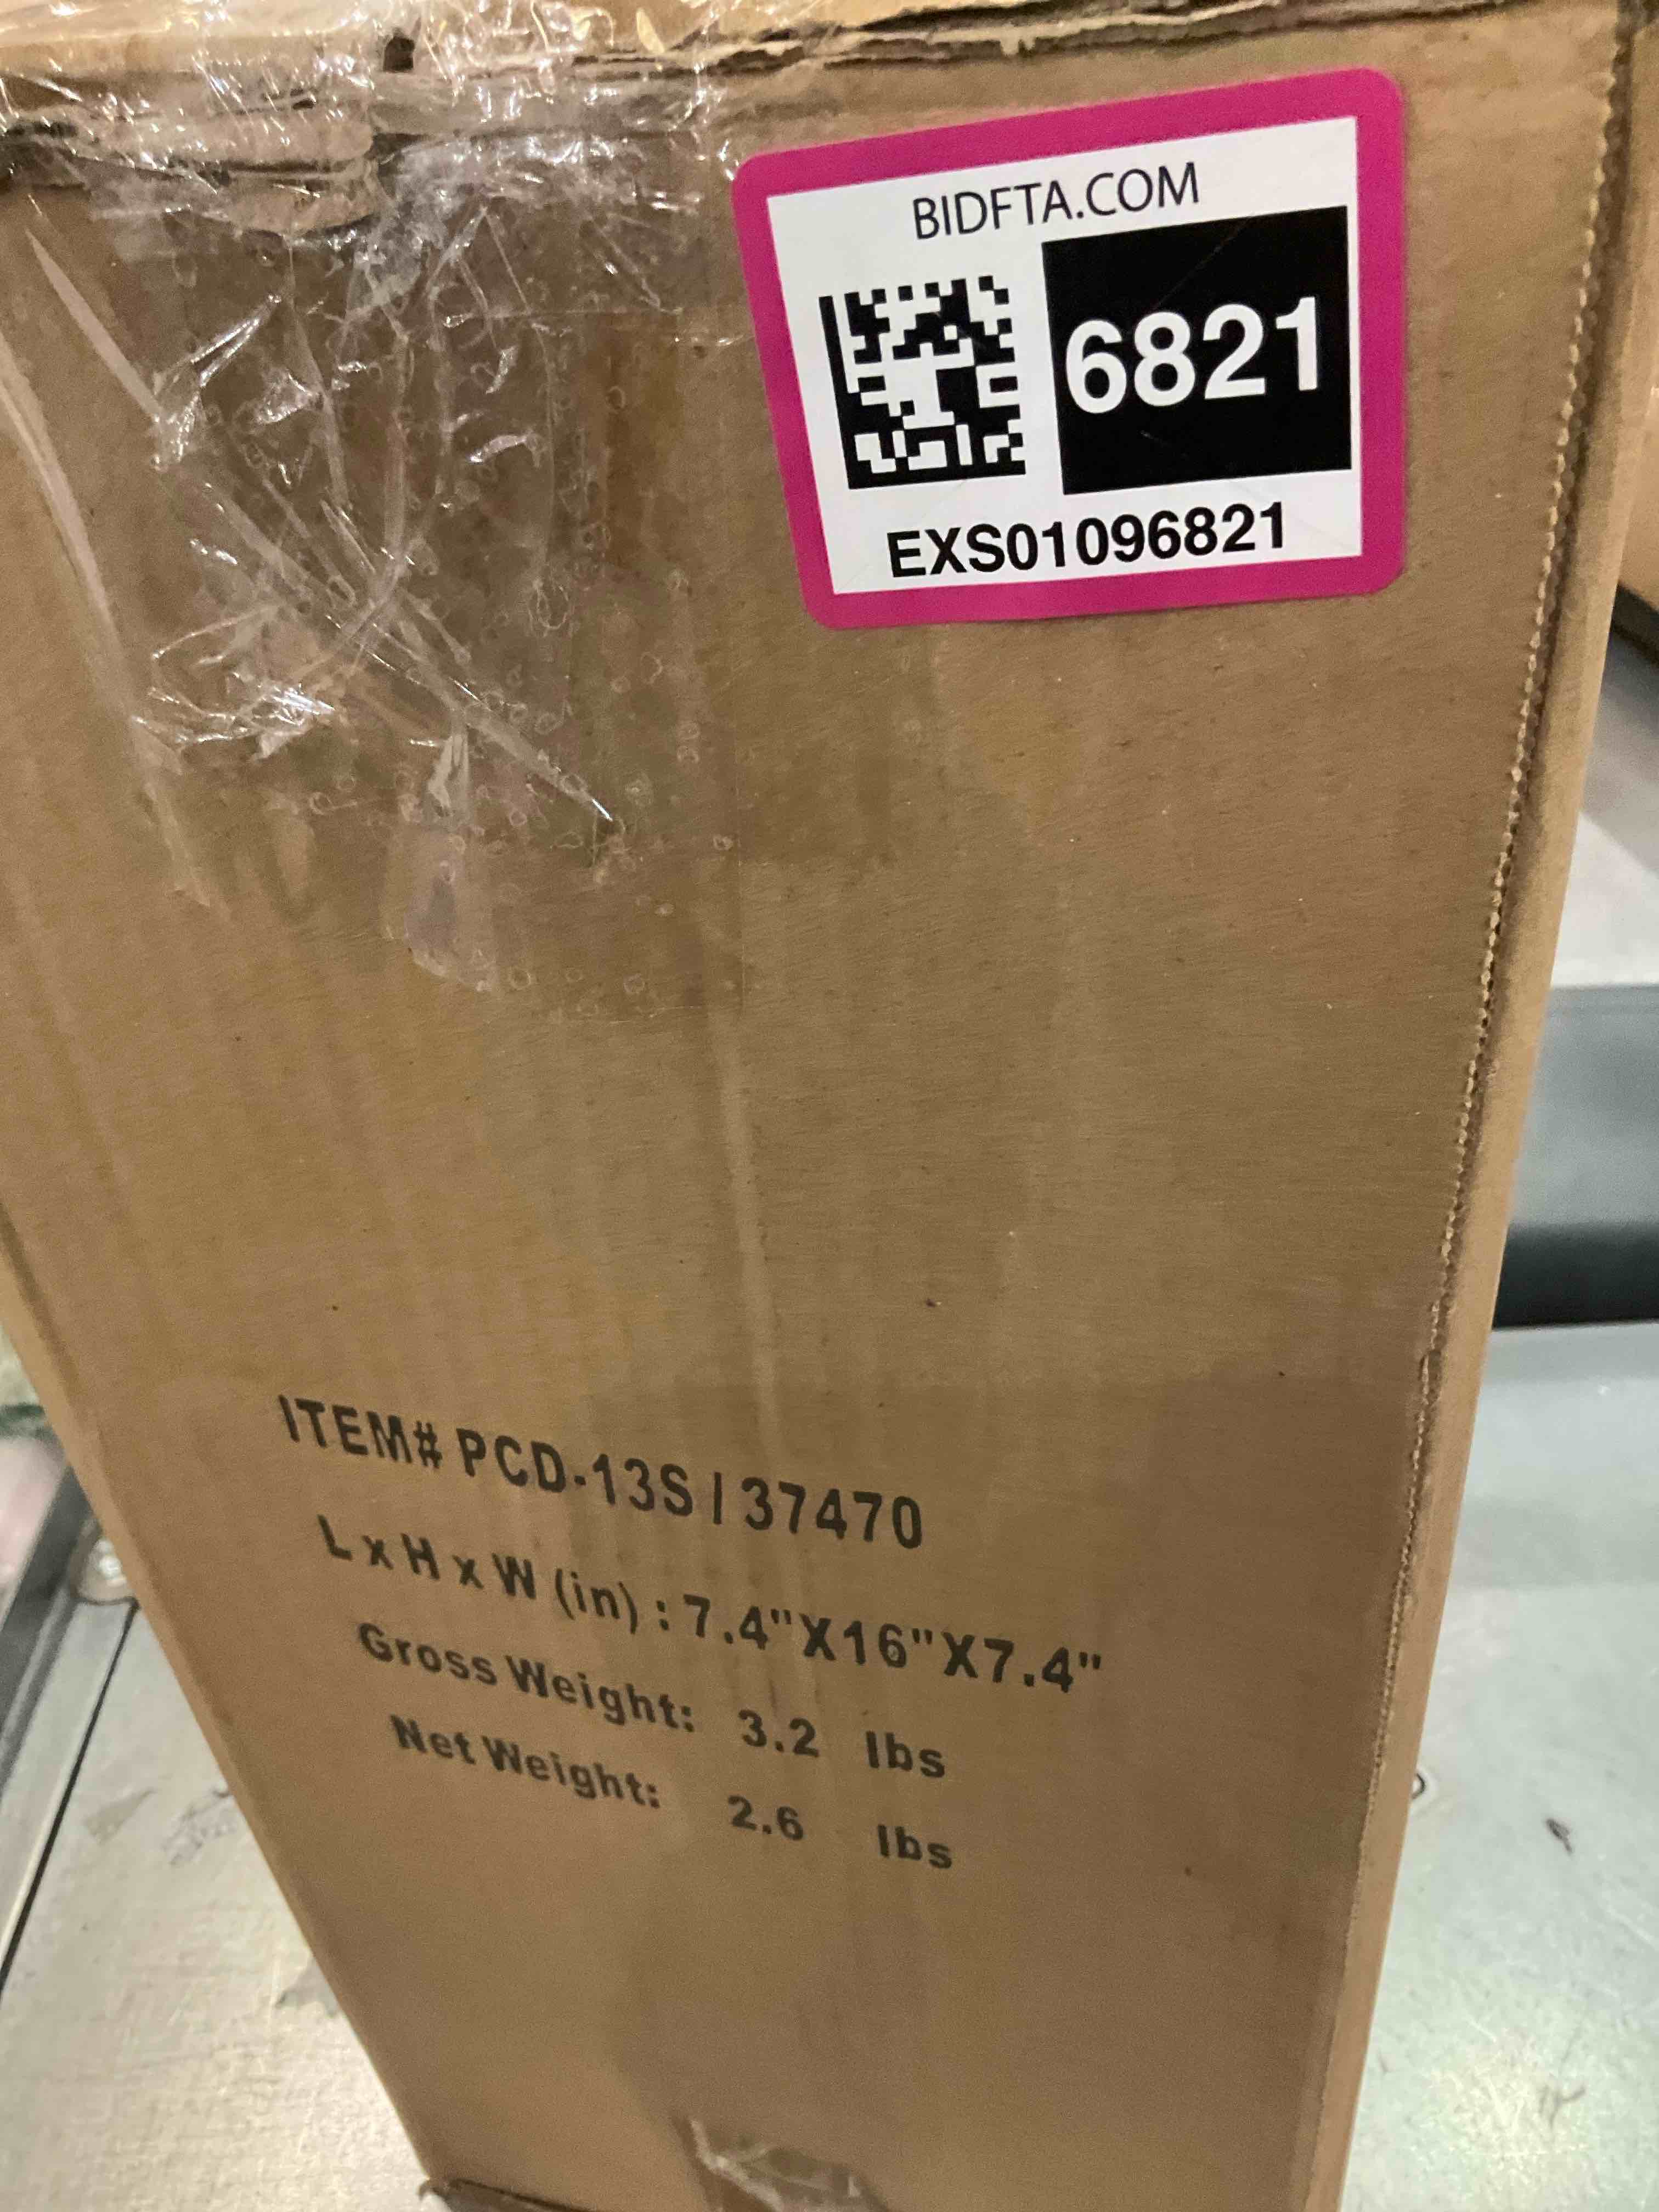 BIDFTA.COM
6821
EXS01096821
ITEM# PCD-13S / 37470
L x H x W (in) : 7.4"X16"X7.4"
Gross Weight: 3.2 lbs
Net Weight: 2.6 lbs